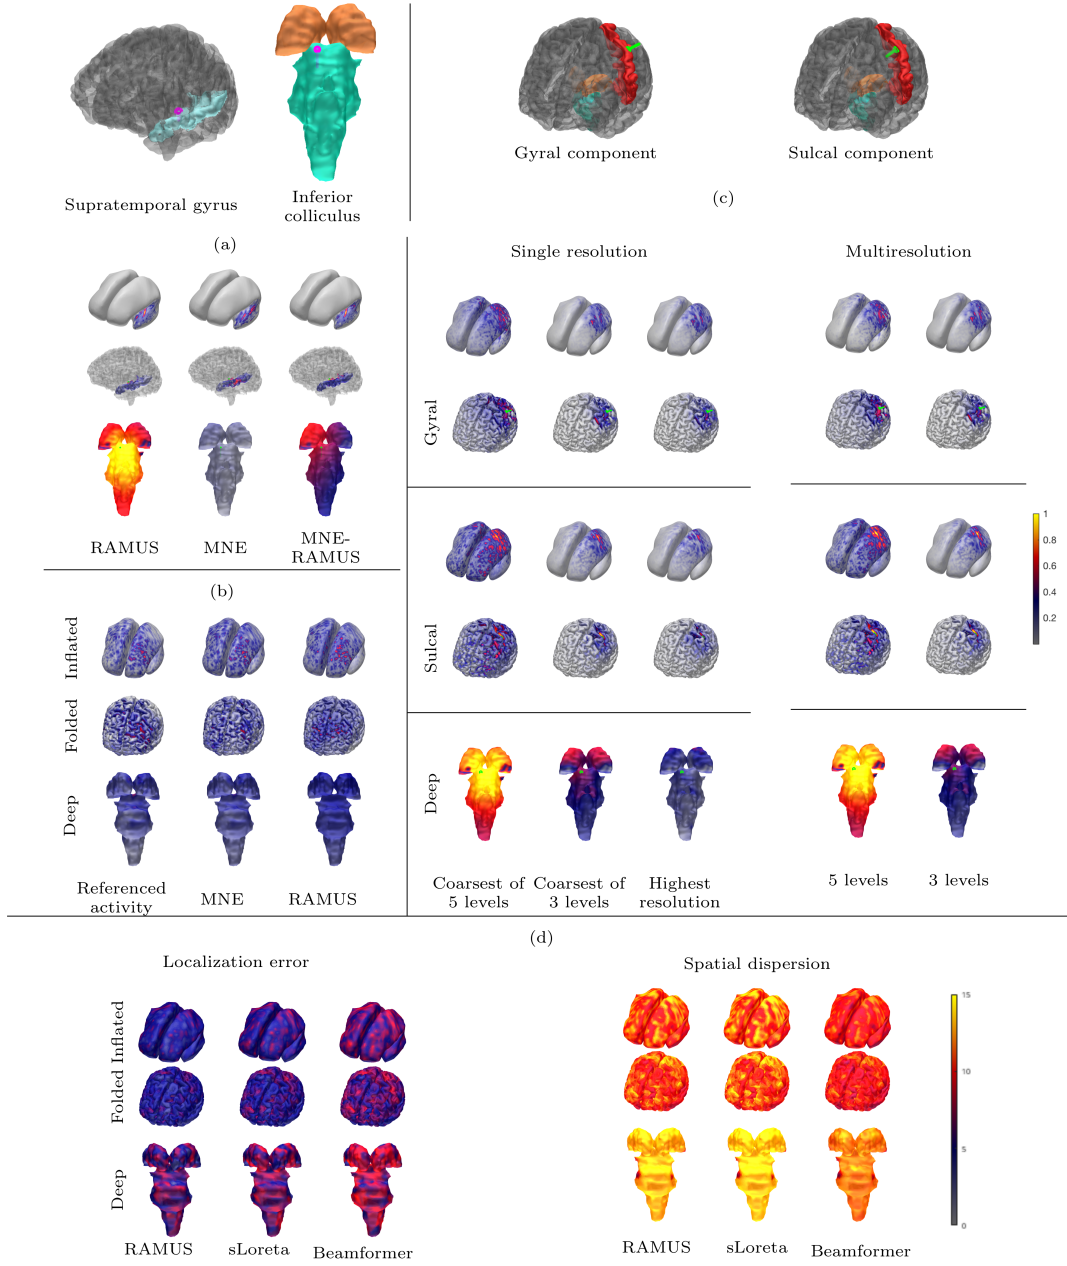 Supratemporal gyrus
Inferior
colliculus
(a)
Gyral component
Sulcal component
(c)
RAMUS
MNE
MNE-
RAMUS
(b)
Inflated
Folded
Deep
Referenced
activity
MNE
RAMUS
Single resolution
Multiresolution
Gyral
Sulcal
Deep
1
0.8
0.6
0.4
0.2
Coarsest of
5 levels
Coarsest of
3 levels
Highest
resolution
5 levels
3 levels
(d)
Localization error
Inflated
Folded
Deep
RAMUS
sLoreta
Beamformer
Spatial dispersion
15
10
5
0
RAMUS
sLoreta
Beamformer